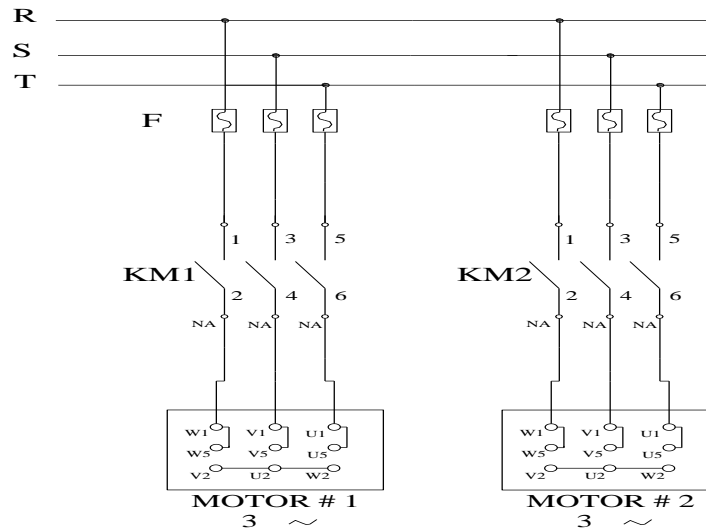 R
S
T
F
1 3 5 1 3 5
KM1 KM2
2 4 6 2 4 6
NA NA NA NA NA NA
W1 V1 U1 W1 V1 U1
W5 V5 U5 W5 V5 U5
V2 U2 W2 V2 U2 W2
MOTOR # 1 MOTOR # 2
3 ~ 3 ~